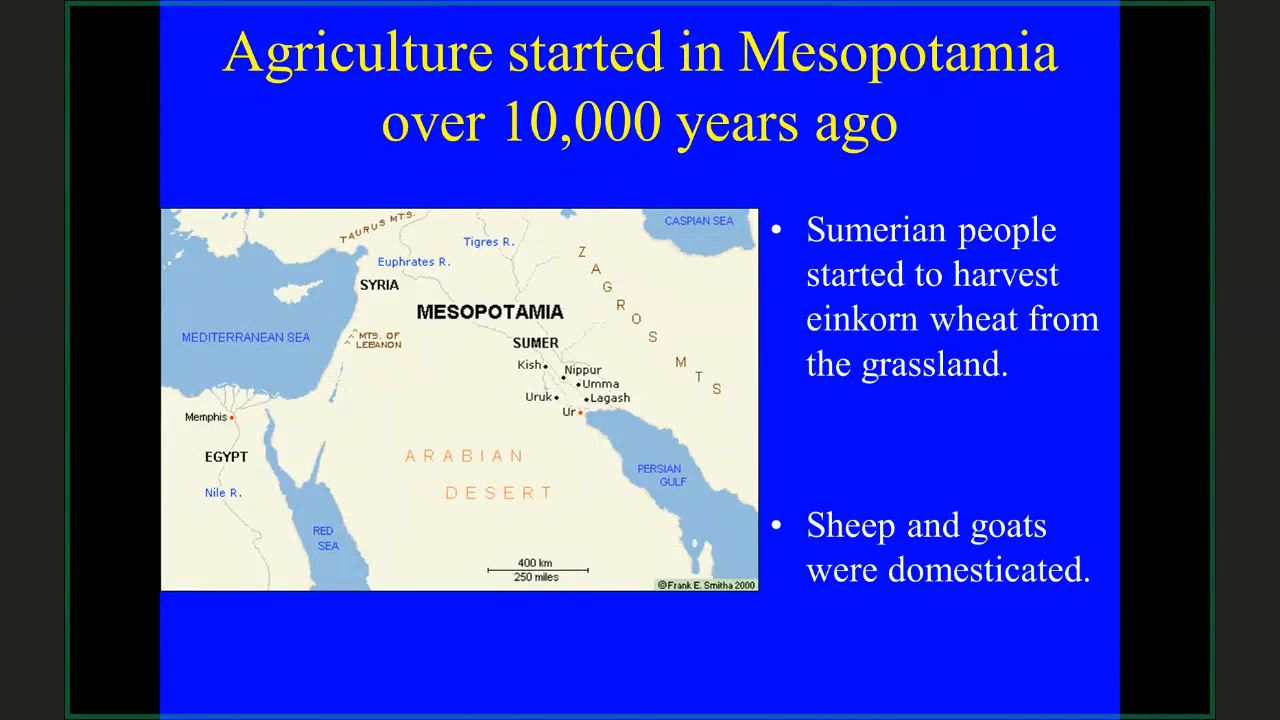 Agriculture started in Mesopotamia
over 10,000 years ago
TAURUS MTS.
CASPIAN SEA
Tigres R.
Euphrates R.
ZAGROS MTS
SYRIA
MESOPOTAMIA
MEDITERRANEAN SEA
MTS. OF
LEBANON
SUMER
Kish
Nippur
Umma
Uruk
Lagash
Ur
Memphis
EGYPT
ARABIAN
DESERT
PERSIAN
GULF
Nile R.
RED
SEA
400 km
250 miles
©Frank E. Smitha 2000
• Sumerian people
started to harvest
einkorn wheat from
the grassland.
• Sheep and goats
were domesticated.